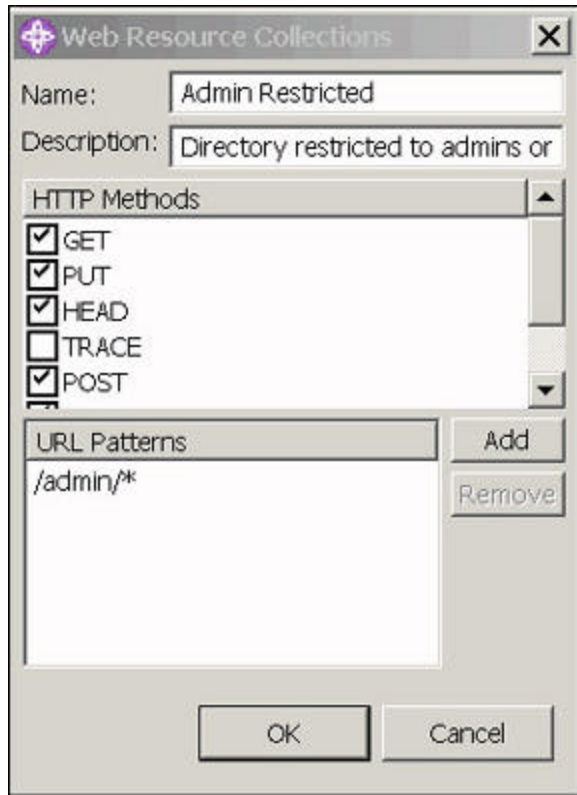 Web Resource Collections
Name: Admin Restricted
Description: Directory restricted to admins or
HTTP Methods
GET
PUT
HEAD
TRACE
POST
URL Patterns
Add
/admin/*
Remove
OK Cancel